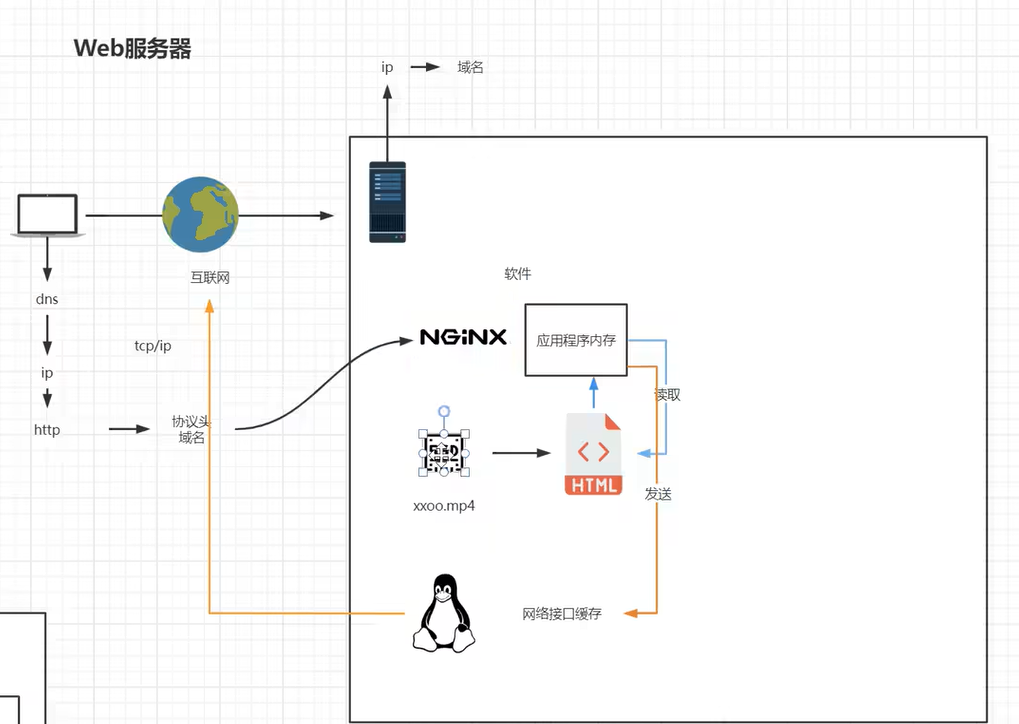 Web服务器
ip
域名
互联网
dns
tcp/ip
ip
http
协议头
域名
软件
NGiNX
应用程序内存
读取
HTML
发送
xxoo.mp4
网络接口缓存